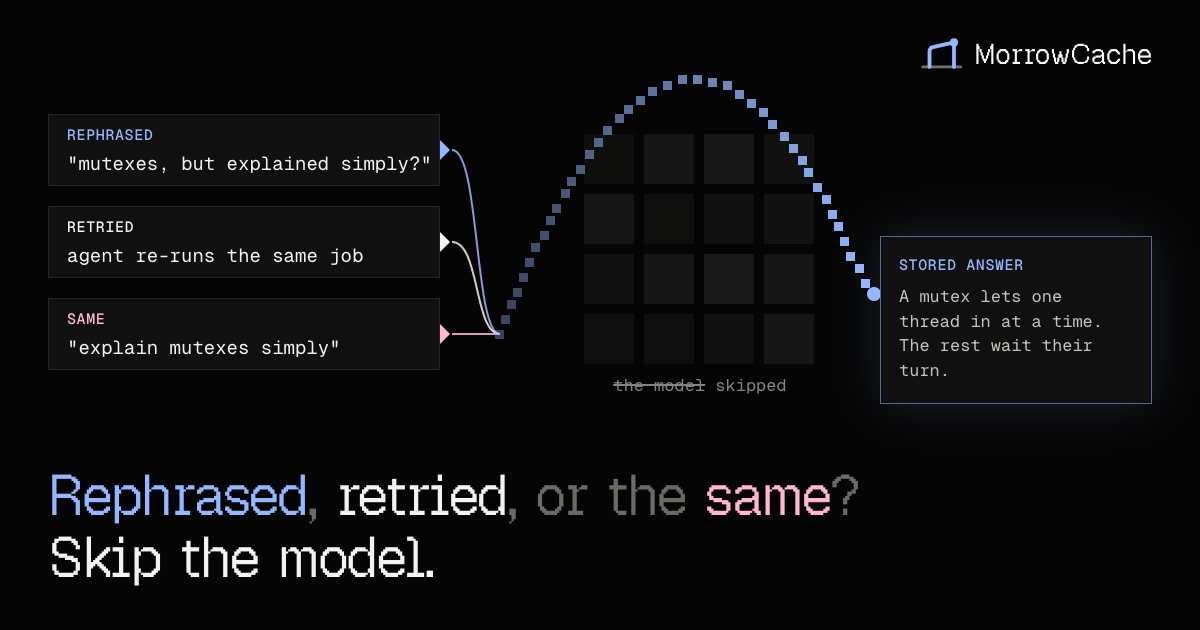 MorrowCache
REPHRASED
"mutexes, but explained simply?"
RETRIED
agent re-runs the same job
SAME
"explain mutexes simply"
the model skipped
STORED ANSWER
A mutex lets one
thread in at a time.
The rest wait their
turn.
Rephrased, retried, or the same?
Skip the model.